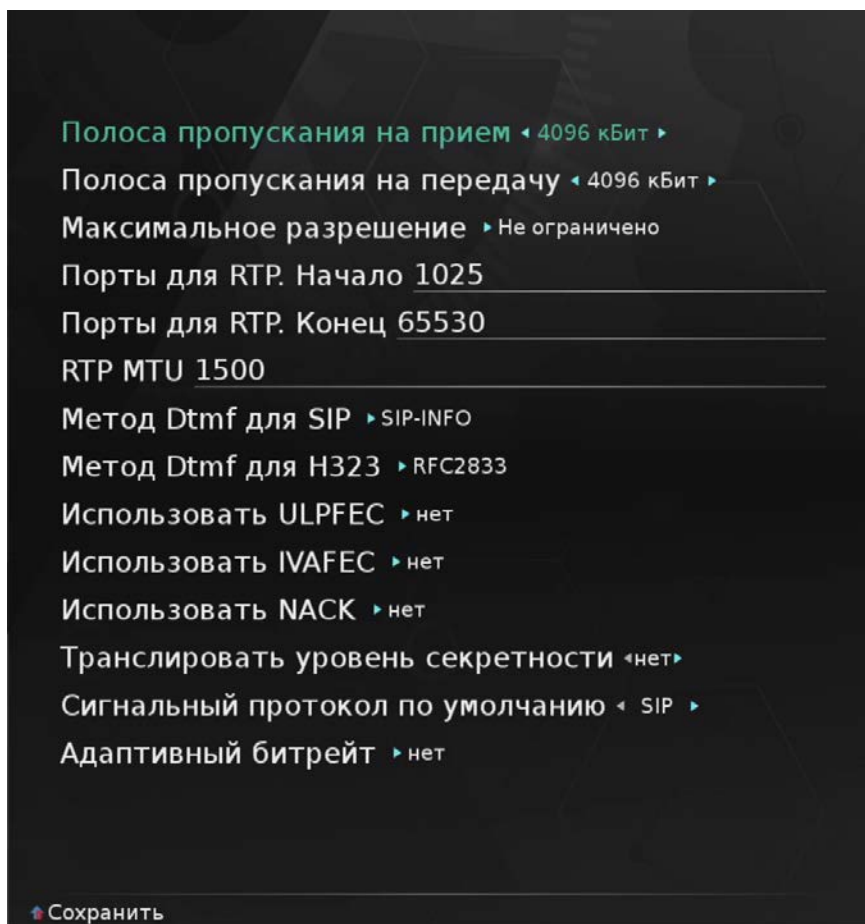 Полоса пропускания на прием 4096 кБит
Полоса пропускания на передачу 4096 кБит
Максимальное разрешение Не ограничено
Порты для RTP. Начало 1025
Порты для RTP. Конец 65530
RTP MTU 1500
Метод Dtmf для SIP SIP-INFO
Метод Dtmf для H323 RFC2833
Использовать ULPFEC нет
Использовать IVAFEC нет
Использовать NACK нет
Транслировать уровень секретности нет
Сигнальный протокол по умолчанию SIP
Адаптивный битрейт нет
Сохранить